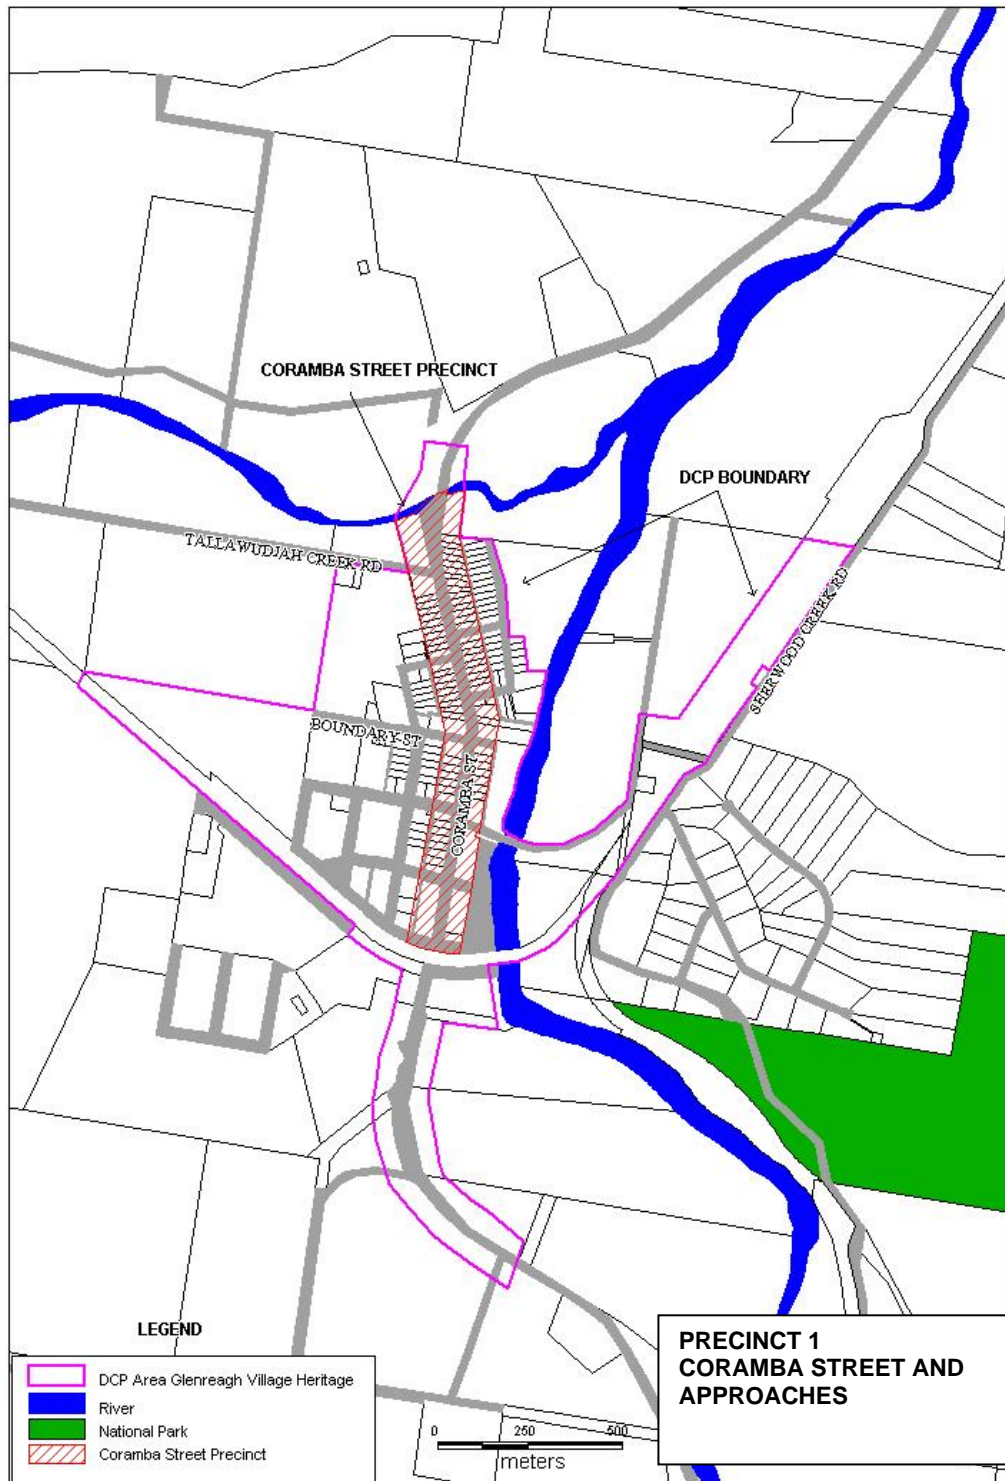 CORAMBA STREET PRECINCT
DCP BOUNDARY
TALLAWUDJAH CREEK RD
SHERWOOD CREEK RD
BOUNDARY ST
CORAMBA ST
LEGEND
DCP Area Glenreagh Village Heritage
River
National Park
Coramba Street Precinct
0 250 500
meters
PRECINCT 1
CORAMBA STREET AND
APPROACHES